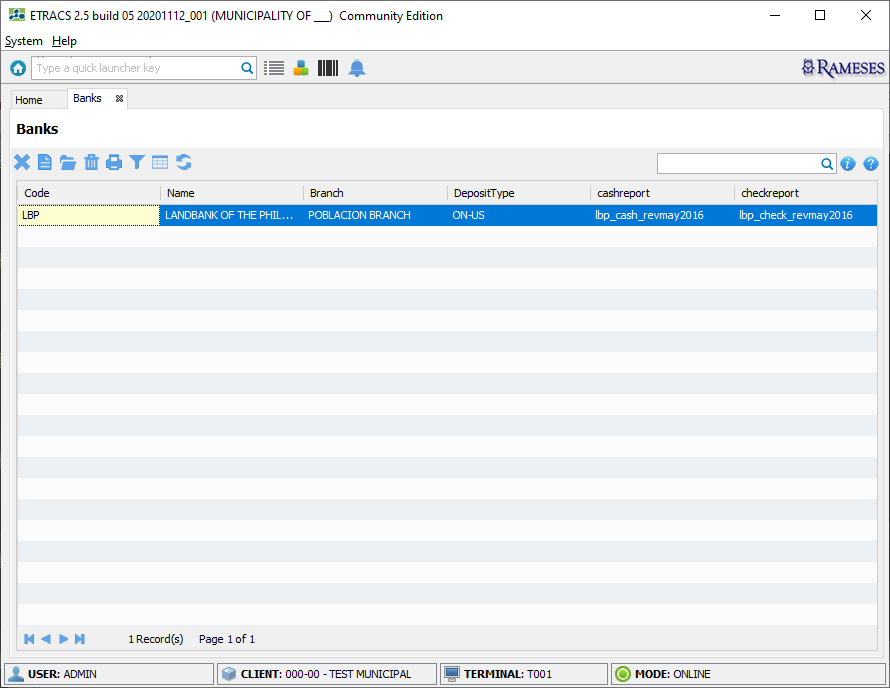 ETRACS 2.5 build 05 20201112_001 (MUNICIPALITY OF ___) Community Edition
System Help
Type a quick launcher key
RAMESES
Home Banks
Banks
Code Name Branch DepositType cashreport checkreport
LBP LANDBANK OF THE PHIL... POBLACION BRANCH ON-US lbp_cash_revmay2016 lbp_check_revmay2016
1 Record(s) Page 1 of 1
USER: ADMIN CLIENT: 000-00 - TEST MUNICIPAL TERMINAL: T001 MODE: ONLINE